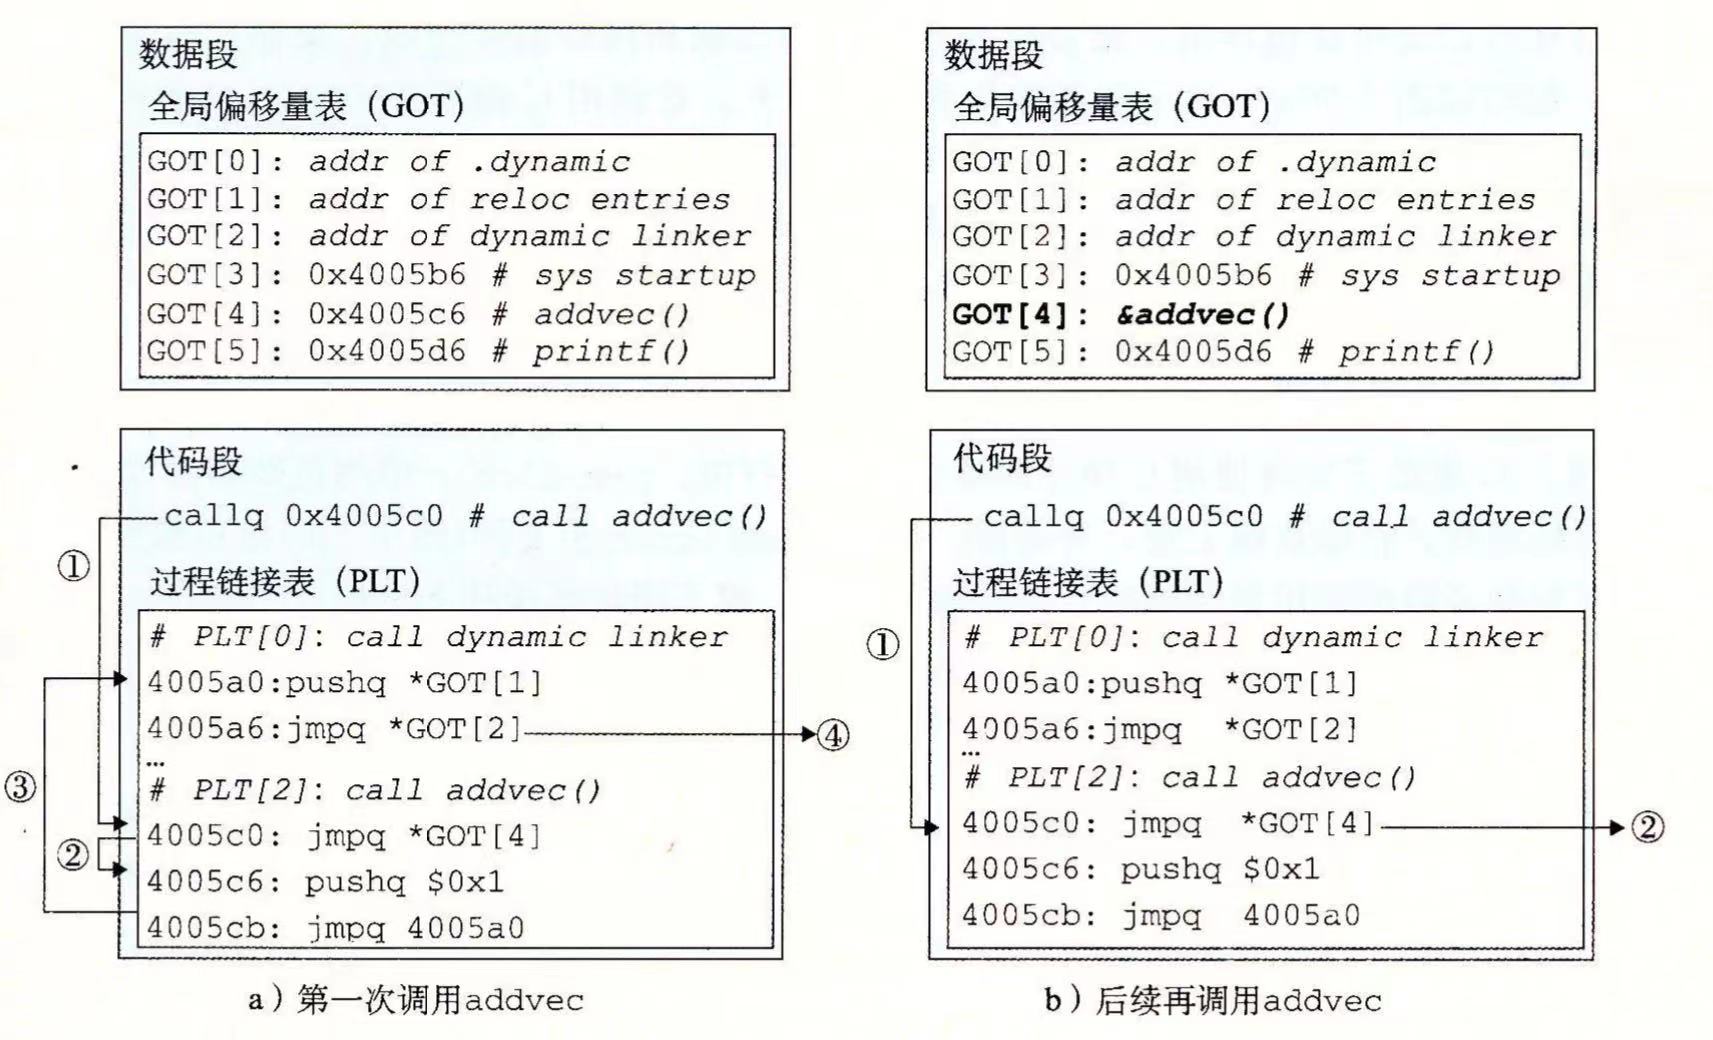 数据段
全局偏移量表（GOT）
GOT[0]: addr of .dynamic
GOT[1]: addr of reloc entries
GOT[2]: addr of dynamic linker
GOT[3]: 0x4005b6 # sys startup
GOT[4]: 0x4005c6 # addvec()
GOT[5]: 0x4005d6 # printf()
代码段
callq 0x4005c0 # call addvec()
①
过程链接表（PLT）
# PLT[0]: call dynamic linker
4005a0:pushq *GOT[1]
4005a6:jmpq *GOT[2]
④
…
③
# PLT[2]: call addvec()
4005c0: jmpq *GOT[4]
②
4005c6: pushq $0x1
4005cb: jmpq 4005a0
a）第一次调用addvec
数据段
全局偏移量表（GOT）
GOT[0]: addr of .dynamic
GOT[1]: addr of reloc entries
GOT[2]: addr of dynamic linker
GOT[3]: 0x4005b6 # sys startup
GOT[4]: &addvec()
GOT[5]: 0x4005d6 # printf()
代码段
callq 0x4005c0 # call addvec()
过程链接表（PLT）
①
# PLT[0]: call dynamic linker
4005a0:pushq *GOT[1]
4005a6:jmpq *GOT[2]
…
# PLT[2]: call addvec()
4005c0: jmpq *GOT[4]
②
4005c6: pushq $0x1
4005cb: jmpq 4005a0
b）后续再调用addvec